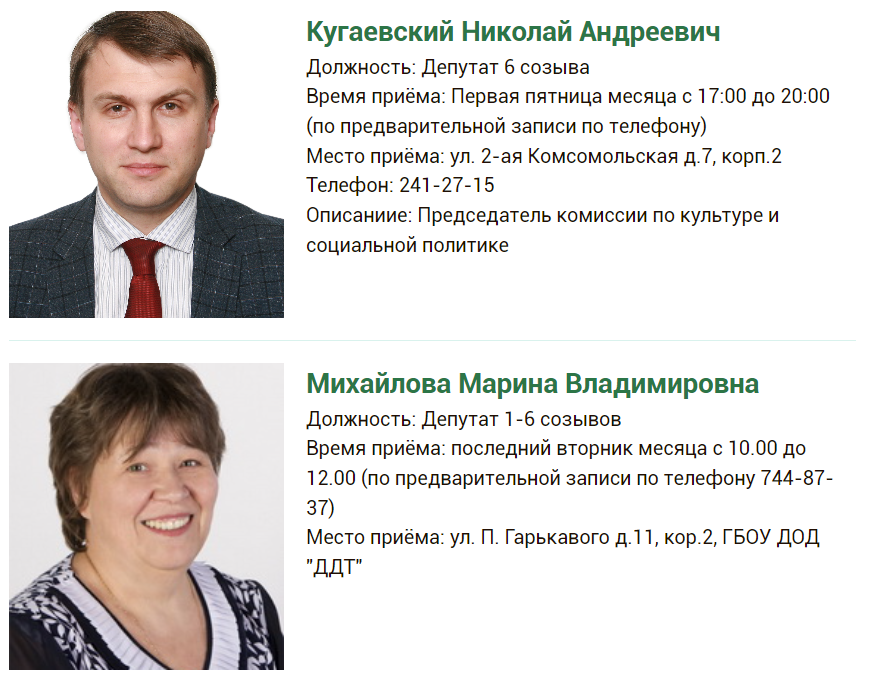 Кугаевский Николай Андреевич
Должность: Депутат 6 созыва
Время приёма: Первая пятница месяца с 17:00 до 20:00
(по предварительной записи по телефону)
Место приёма: ул. 2-ая Комсомольская д.7, корп.2
Телефон: 241-27-15
Описаниие: Председатель комиссии по культуре и
социальной политике
Михайлова Марина Владимировна
Должность: Депутат 1-6 созывов
Время приёма: последний вторник месяца с 10.00 до
12.00 (по предварительной записи по телефону 744-87-
37)
Место приёма: ул. П. Гарькавого д.11, кор.2, ГБОУ ДОД
"ДДТ"